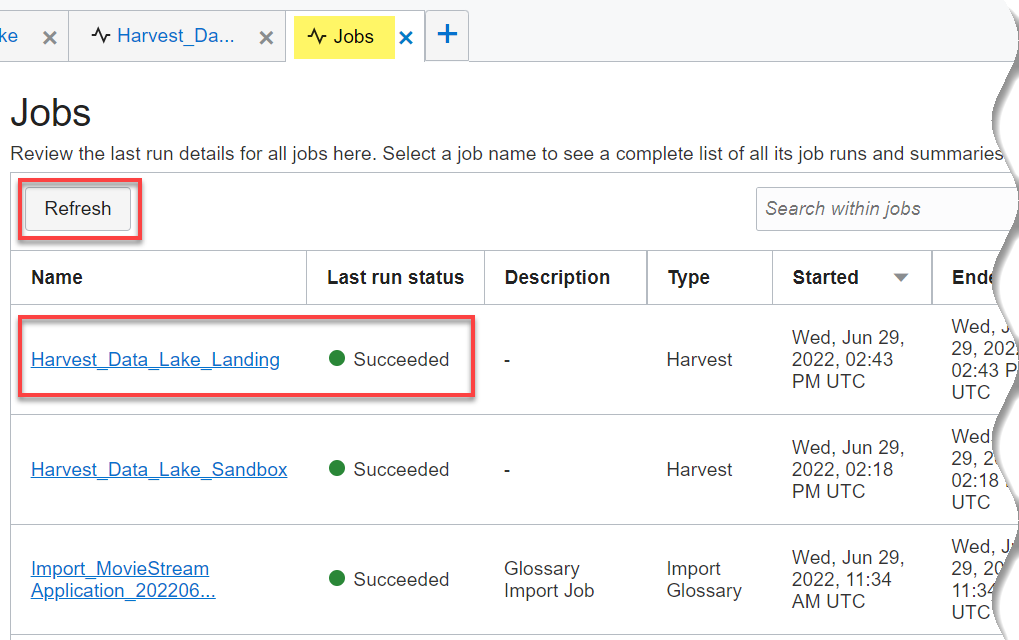 ke
Harvest_Da...
Jobs
Jobs
Review the last run details for all jobs here. Select a job name to see a complete list of all its job runs and summaries
Refresh
Search within jobs
Name
Last run status
Description
Type
Started
Ende
Harvest_Data_Lake_Landing
Succeeded
-
Harvest
Wed, Jun 29,
2022, 02:43
PM UTC
Wed, J
29, 2022
02:43 P
UTC
Harvest_Data_Lake_Sandbox
Succeeded
-
Harvest
Wed, Jun 29,
2022, 02:18
PM UTC
Wed,
29, 2
02:18
UTC
Import_MovieStream
Application_202206...
Succeeded
Glossary
Import Job
Import
Glossary
Wed, Jun 29,
2022, 11:34
AM UTC
Wed, J
29, 20
11:34
UTC